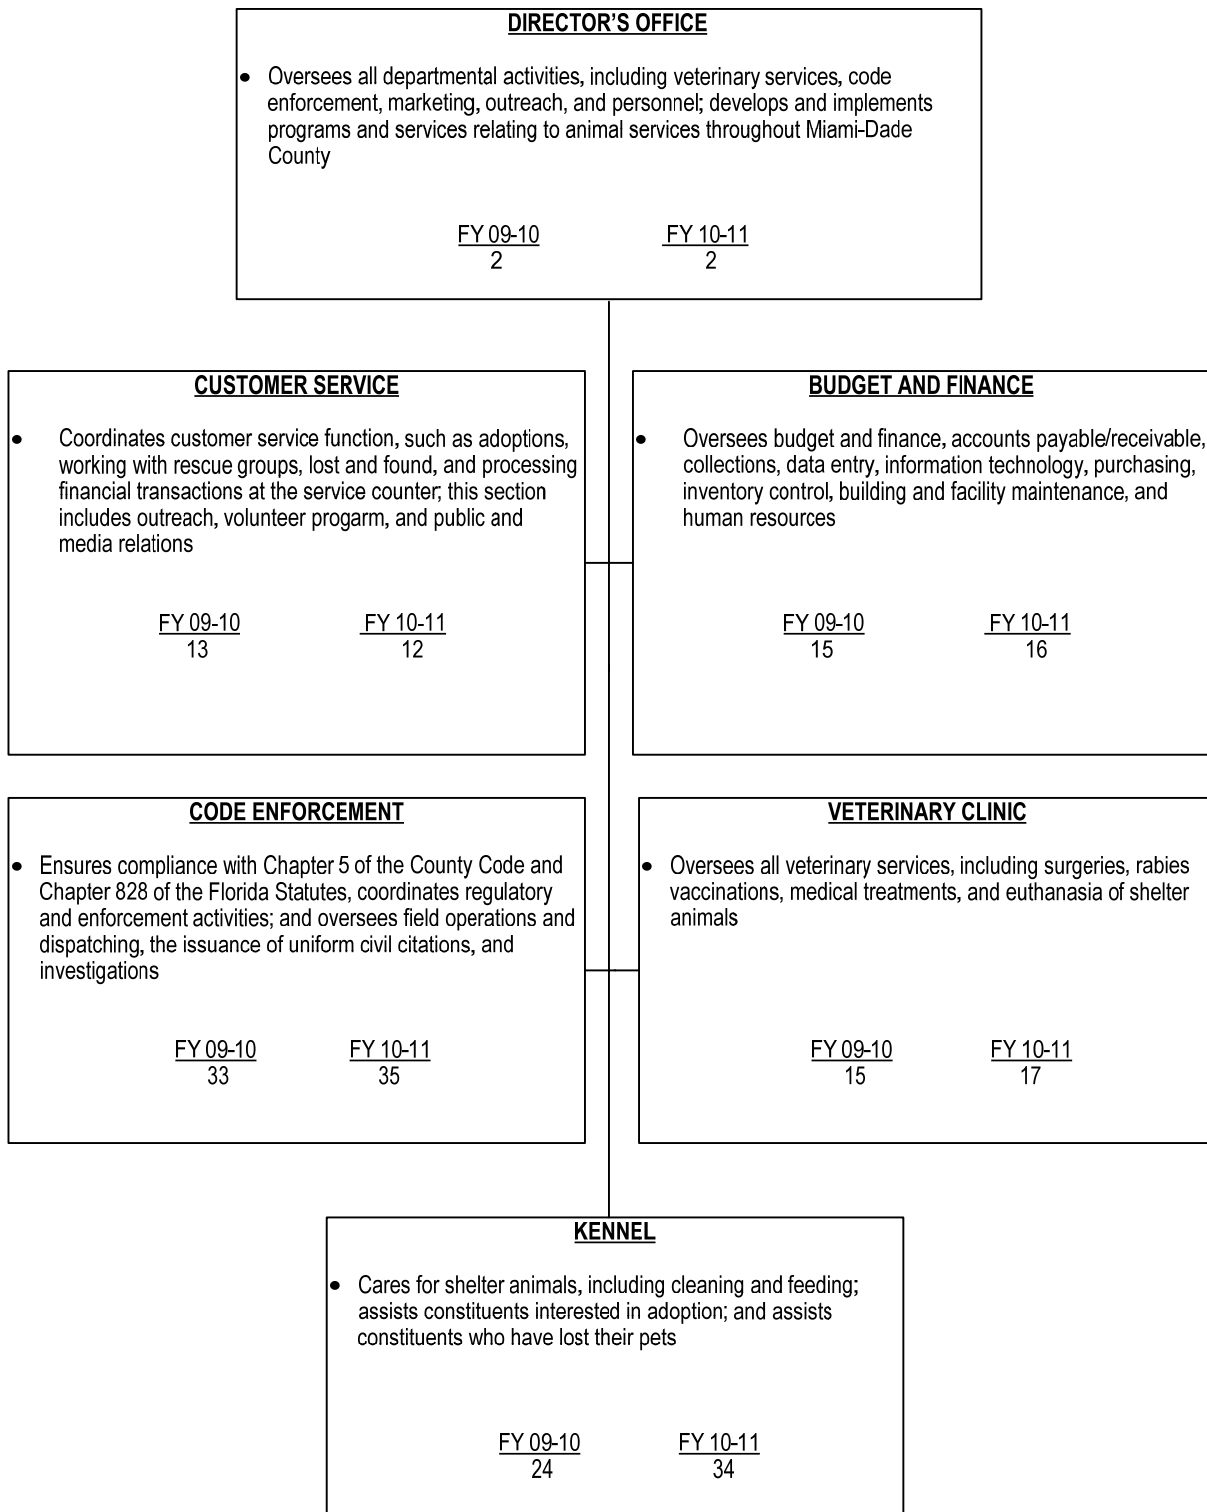 DIRECTOR’S OFFICE
• Oversees all departmental activities, including veterinary services, code
enforcement, marketing, outreach, and personnel; develops and implements
programs and services relating to animal services throughout Miami-Dade
County
FY 09-10 FY 10-11
2 2
CUSTOMER SERVICE
• Coordinates customer service function, such as adoptions,
working with rescue groups, lost and found, and processing
financial transactions at the service counter; this section
includes outreach, volunteer progarm, and public and
media relations
FY 09-10 FY 10-11
13 12
BUDGET AND FINANCE
• Oversees budget and finance, accounts payable/receivable,
collections, data entry, information technology, purchasing,
inventory control, building and facility maintenance, and
human resources
FY 09-10 FY 10-11
15 16
CODE ENFORCEMENT
• Ensures compliance with Chapter 5 of the County Code and
Chapter 828 of the Florida Statutes, coordinates regulatory
and enforcement activities; and oversees field operations and
dispatching, the issuance of uniform civil citations, and
investigations
FY 09-10 FY 10-11
33 35
VETERINARY CLINIC
• Oversees all veterinary services, including surgeries, rabies
vaccinations, medical treatments, and euthanasia of shelter
animals
FY 09-10 FY 10-11
15 17
KENNEL
• Cares for shelter animals, including cleaning and feeding;
assists constituents interested in adoption; and assists
constituents who have lost their pets
FY 09-10 FY 10-11
24 34